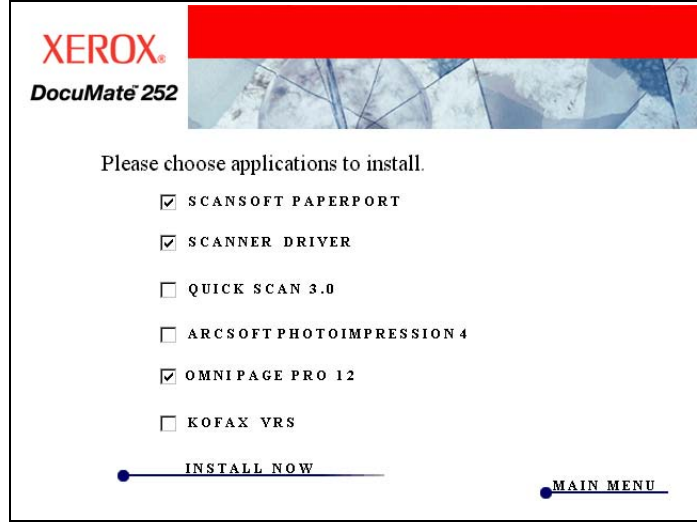 XEROX®
DocuMate™ 252
Please choose applications to install.
SCANSOFT PAPERPORT
SCANNER DRIVER
QUICK SCAN 3.0
ARCSOFT PHOTOIMPRESSION 4
OMNIPAGE PRO 12
KOFAX VRS
INSTALL NOW
MAIN MENU